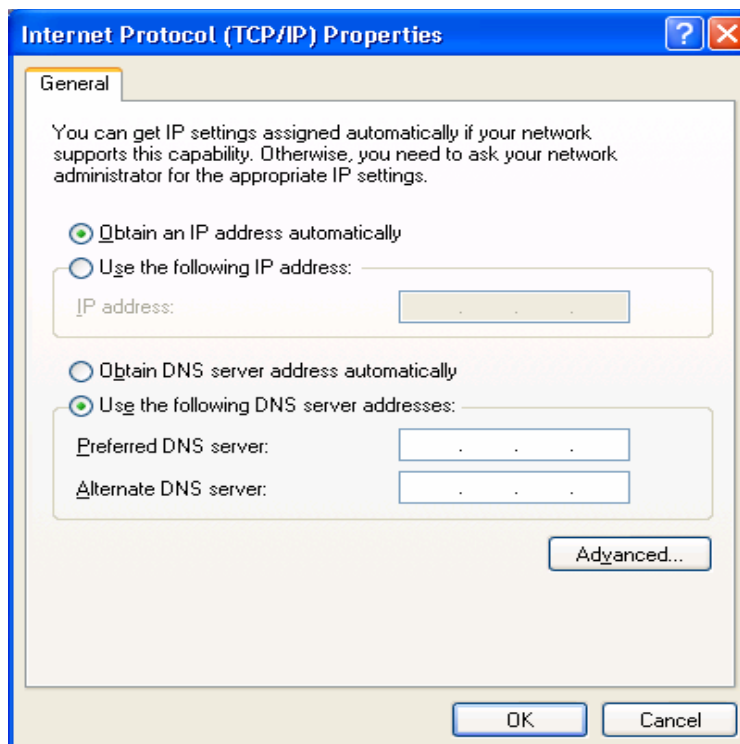 Internet Protocol (TCP/IP) Properties
General
You can get IP settings assigned automatically if your network
supports this capability. Otherwise, you need to ask your network
administrator for the appropriate IP settings.
Obtain an IP address automatically
Use the following IP address:
IP address:
Obtain DNS server address automatically
Use the following DNS server addresses:
Preferred DNS server:
Alternate DNS server:
Advanced...
OK Cancel